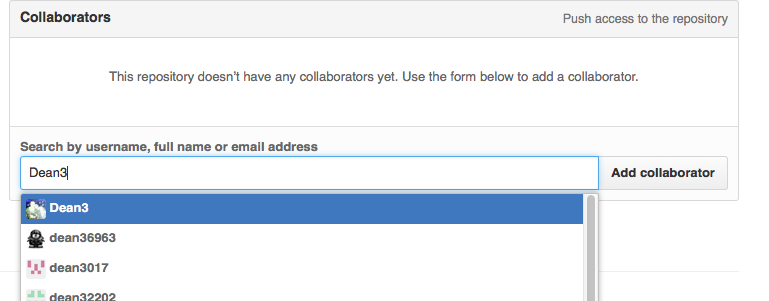 Collaborators
Push access to the repository
This repository doesn't have any collaborators yet. Use the form below to add a collaborator.
Search by username, full name or email address
Dean3
Add collaborator
Dean3
dean36963
dean3017
dean32202